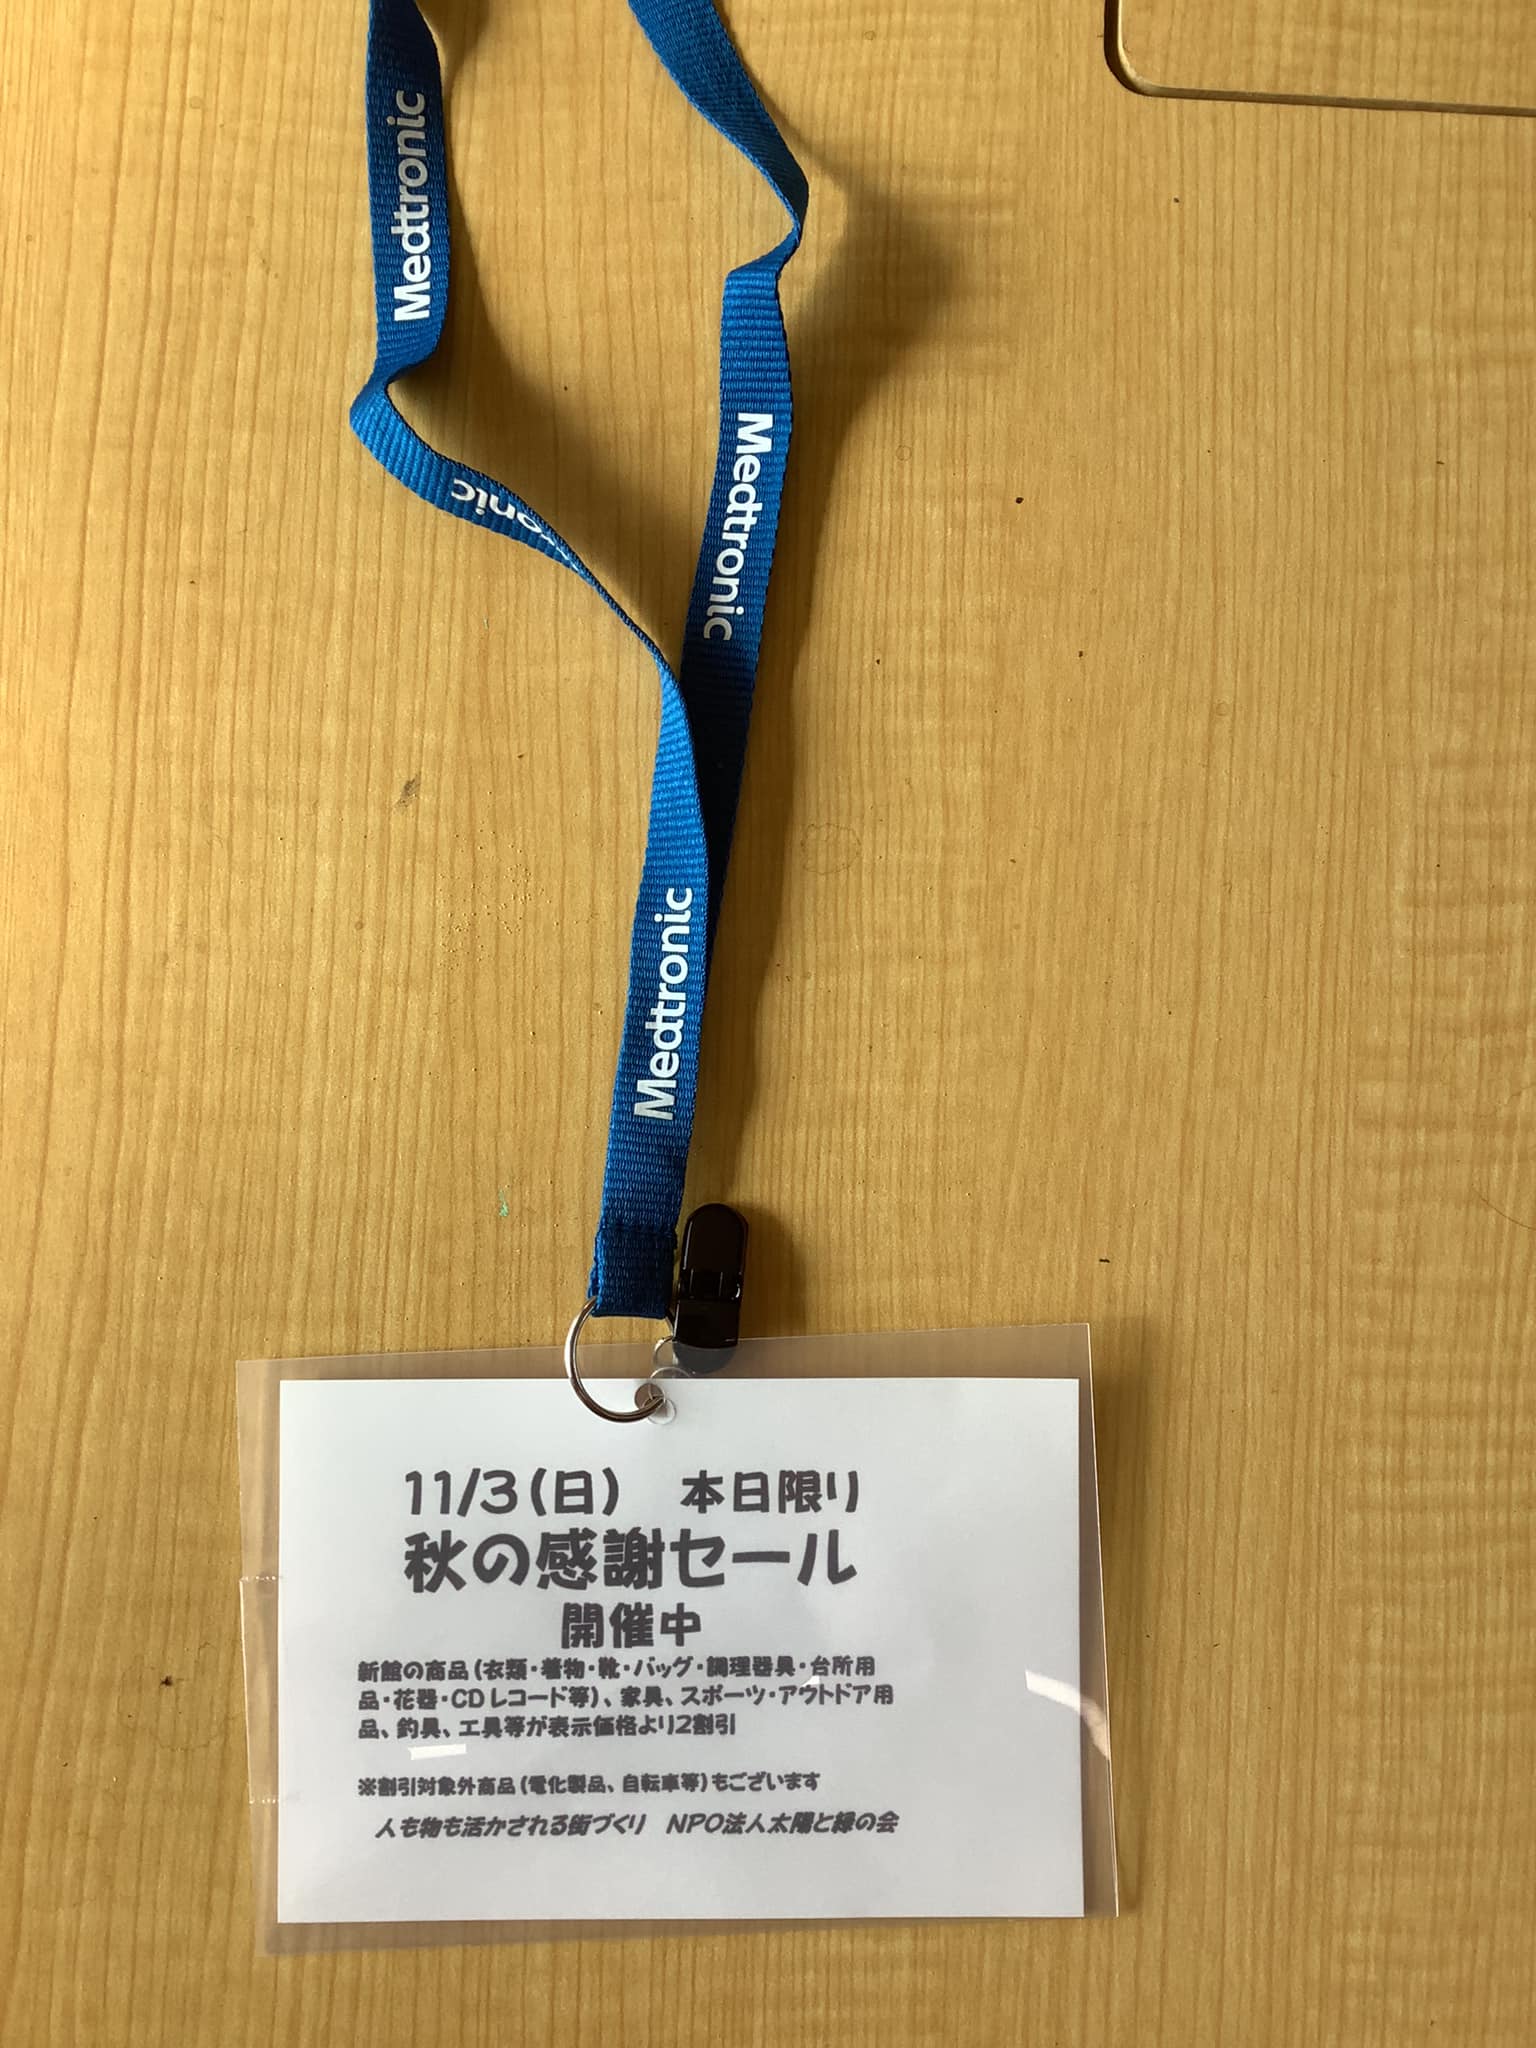 Medtronic
Medtronic
onic
Medtronic
11/3(日)　本日限り
秋の感謝セール
開催中
新館の商品(衣類・着物・靴・バッグ・調理器具・台所用
品・花器・CDレコード等)、家具、スポーツ・アウトドア用
品、釣具、工具等が表示価格より2割引
※割引対象外商品(電化製品、自転車等)もございます
人も物も活かされる街づくり　NPO法人太陽と緑の会